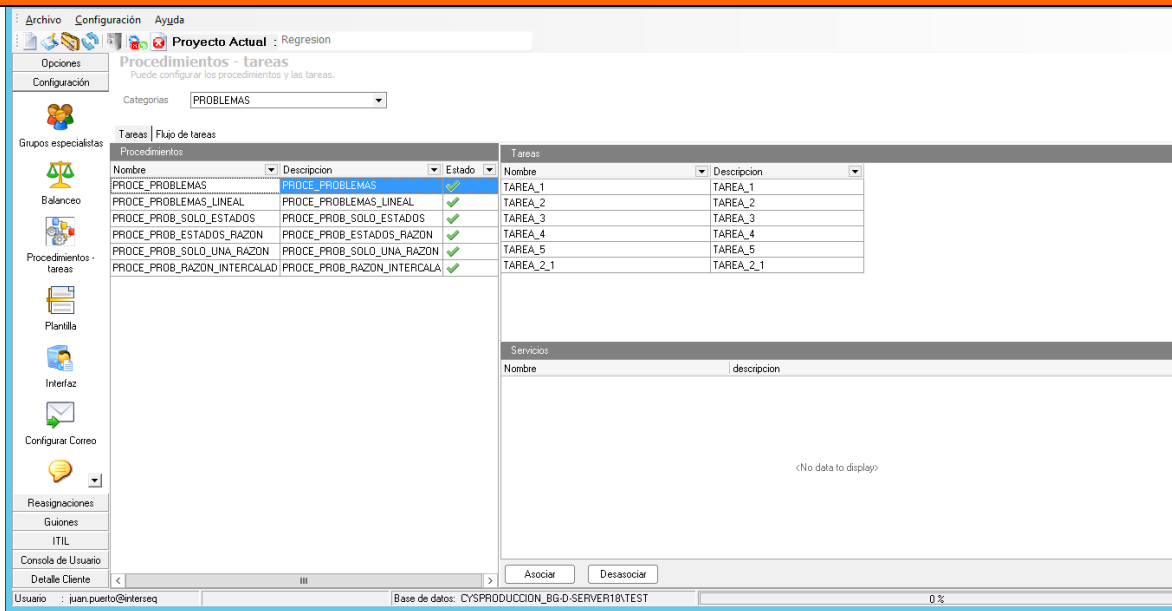 Archivo Configuración Ayuda
Proyecto Actual : Regresion
Opciones
Configuración
Grupos especialistas
Balanceo
Procedimientos -
tareas
Plantilla
Interfaz
Configurar Correo
Reasignaciones
Guiones
ITIL
Consola de Usuario
Detalle Cliente
Procedimientos - tareas
Puede configurar los procedimientos y las tareas.
Categorias PROBLEMAS
Tareas Flujo de tareas
Procedimientos
Nombre Descripcion Estado
PROCE_PROBLEMAS PROCE_PROBLEMAS
PROCE_PROBLEMAS_LINEAL PROCE_PROBLEMAS_LINEAL
PROCE_PROB_SOLO_ESTADOS PROCE_PROB_SOLO_ESTADOS
PROCE_PROB_ESTADOS_RAZON PROCE_PROB_ESTADOS_RAZON
PROCE_PROB_SOLO_UNA_RAZON PROCE_PROB_SOLO_UNA_RAZON
PROCE_PROB_RAZON_INTERCALAD PROCE_PROB_RAZON_INTERCALA
Tareas
Nombre Descripcion
TAREA_1 TAREA_1
TAREA_2 TAREA_2
TAREA_3 TAREA_3
TAREA_4 TAREA_4
TAREA_5 TAREA_5
TAREA_2_1 TAREA_2_1
Servicios
Nombre descripcion
<No data to display>
Asociar Desasociar
Usuario : juan.puerto@interseq Base de datos: CYSPRODUCCION_BG-D-SERVER18\TEST 0 %